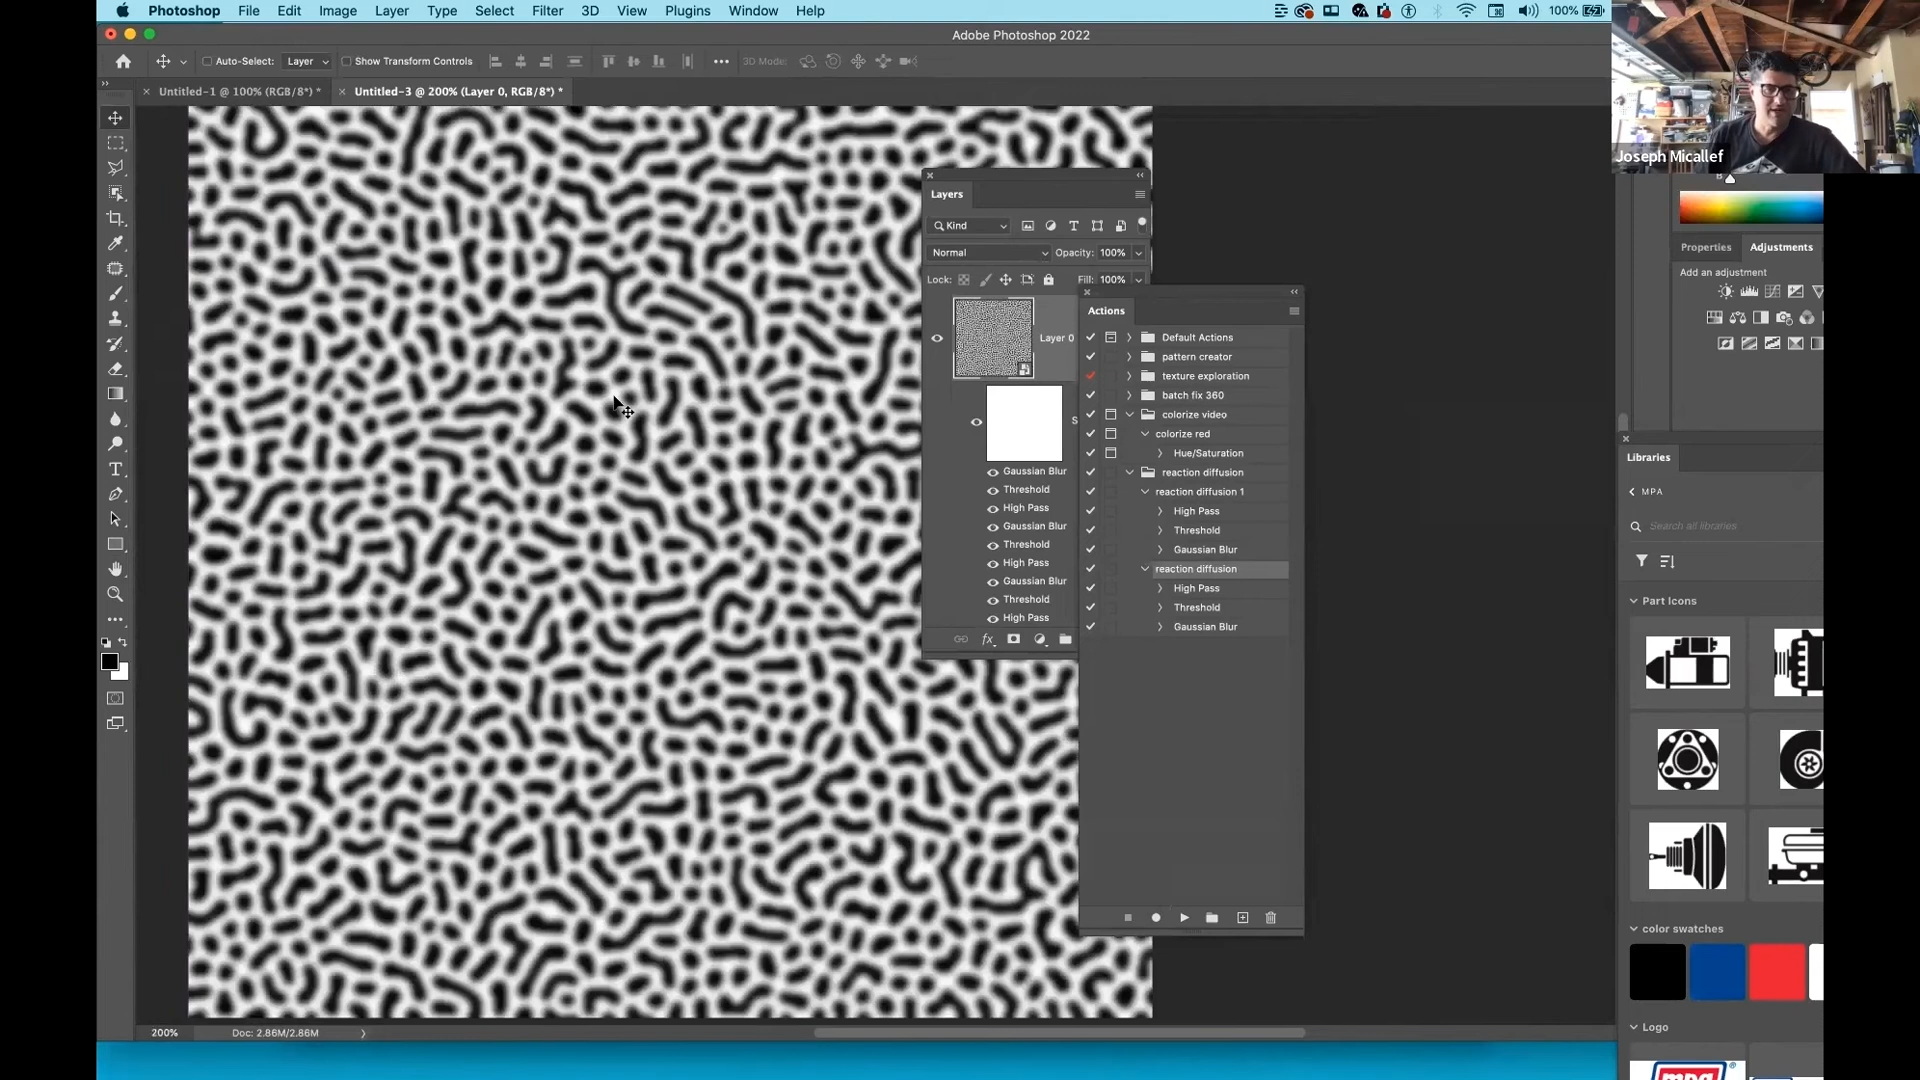 Photoshop File Edit Image Layer Type Select Filter 3D View Plugins Window Help
100%
Adobe Photoshop 2022
Auto-Select: Layer Show Transform Controls
3D Mode:
Untitled-1 @ 100% (RGB/8*) *
Untitled-3 @ 200% (Layer 0, RGB/8*) *
Joseph Micallef
Layers
Kind
Normal Opacity: 100%
Lock: Fill: 100%
Layer 0
S
Gaussian Blur
Threshold
High Pass
Gaussian Blur
Threshold
High Pass
Gaussian Blur
Threshold
High Pass
fx
Actions
Default Actions
pattern creator
texture exploration
batch fix 360
colorize video
colorize red
Hue/Saturation
reaction diffusion
reaction diffusion 1
High Pass
Threshold
Gaussian Blur
reaction diffusion
High Pass
Threshold
Gaussian Blur
B
Properties Adjustments
Add an adjustment
Libraries
MPA
Search all libraries
Part Icons
color swatches
Logo
mpa
200% Doc: 2.86M/2.86M